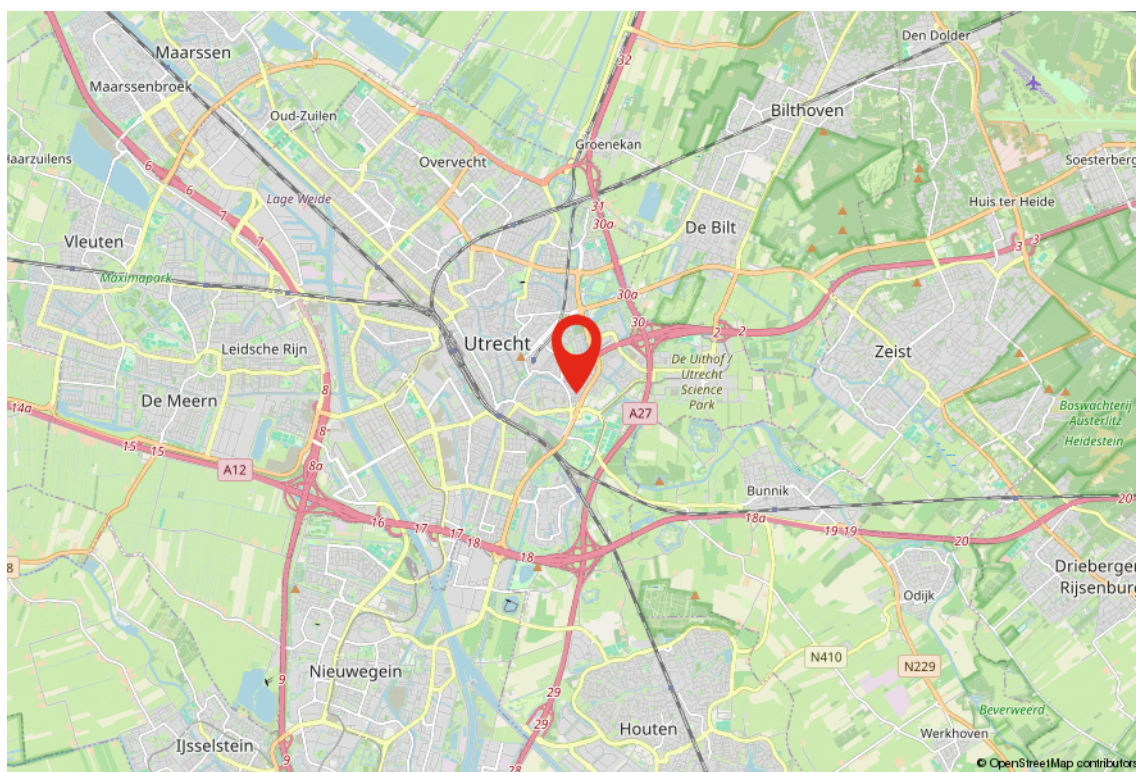 Maarssen
Den Dolder
32
Maarssenbroek
Oud-Zuilen
Bilthoven
Groenekan
Haarzuilens
6
Overvecht
Soesterberg
6
Lage Weide
7
31
30a
Huis ter Heide
De Bilt
Vleuten
7
3
3
Maximapark
30a
30
2
2
Utrecht
Leidsche Rijn
De Uithof /
Utrecht
Science
Park
Zeist
8
De Meern
14a
A27
Boswachterij
Austerlitz
Heidestein
15
15
8
8a
A12
Bunnik
16
17
17
18
18
18a
19
19
20
20
8
Driebergen
Rijsenburg
Odijk
N410
N229
Nieuwegein
9
29
29
Houten
Beverweerd
Werkhoven
IJsselstein
9
28
© OpenStreetMap contributors